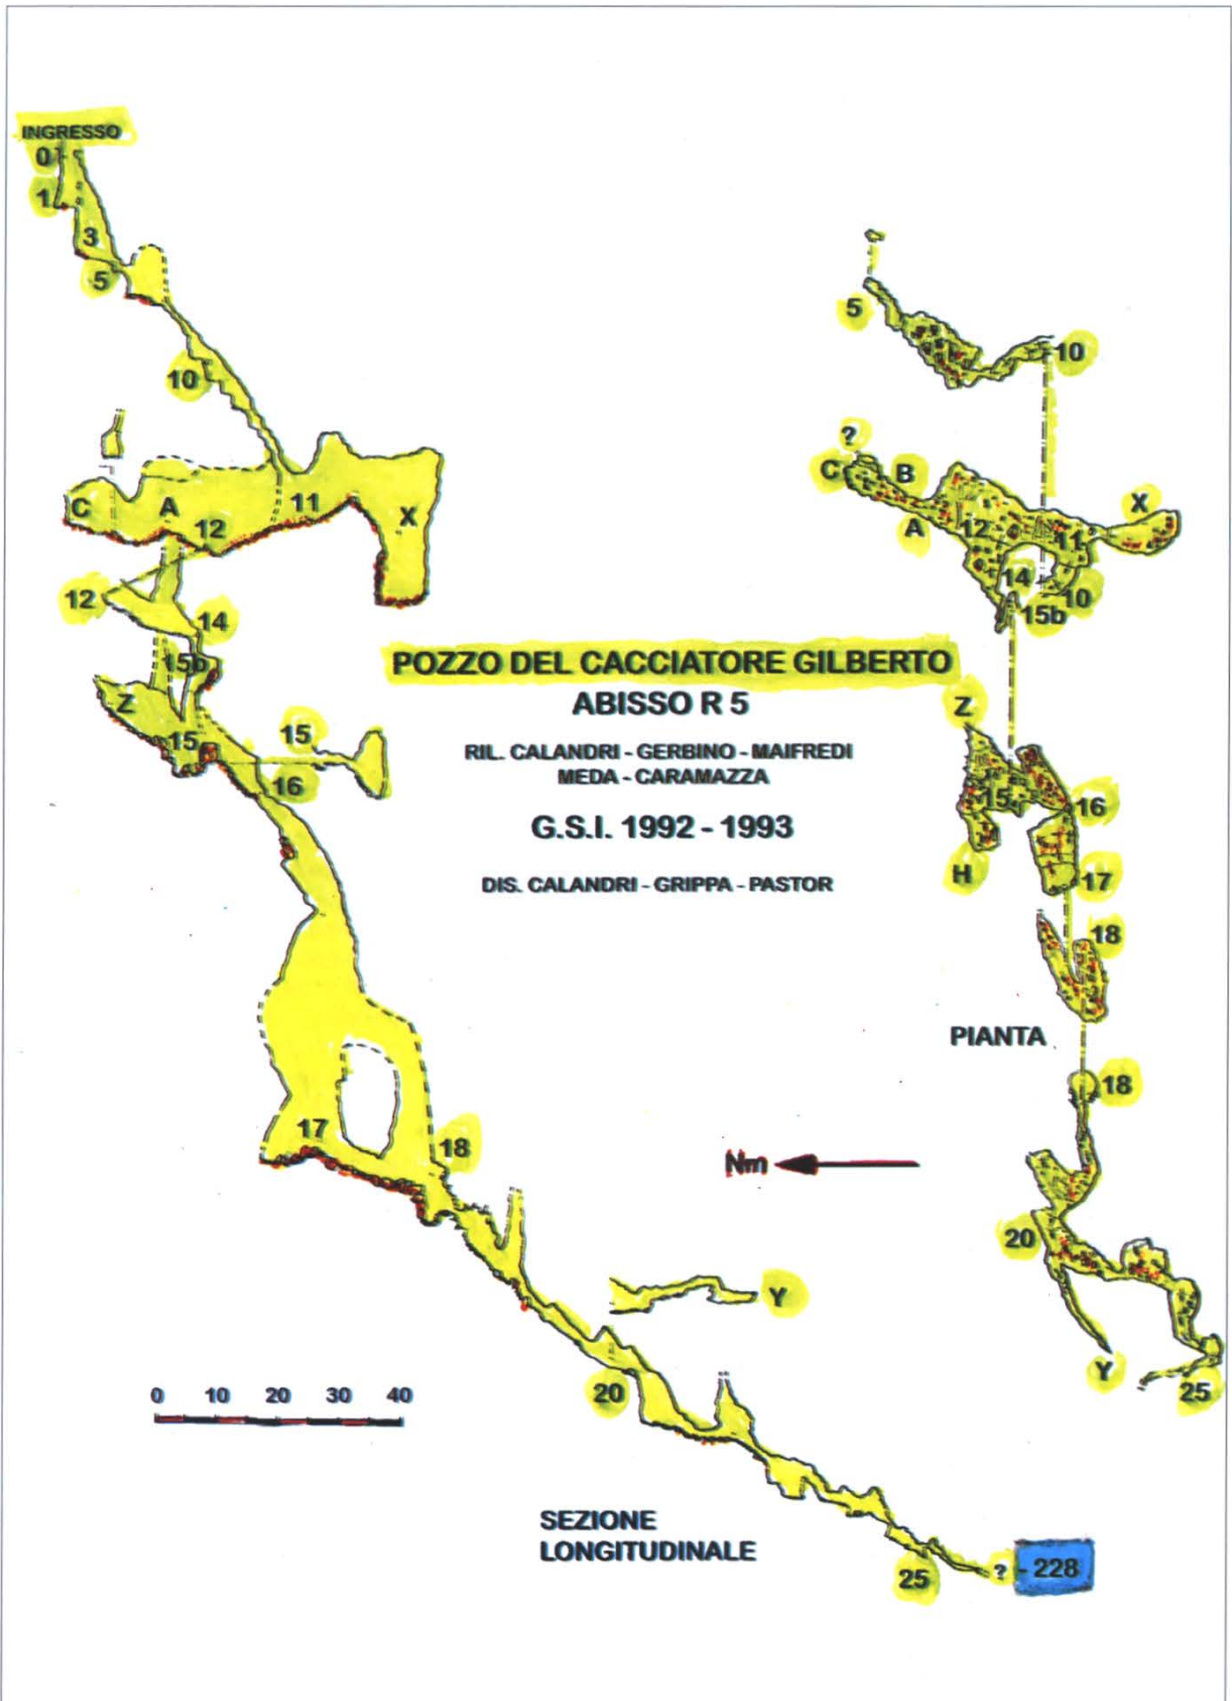 INGRESSO
0
1
3
5
10
C
A
12
11
X
12
14
15b
Z
15
15
16
17
18
Y
20
25
? - 228
POZZO DEL CACCIATORE GILBERTO
ABISSO R 5
RIL. CALANDRI - GERBINO - MAIFREDI
MEDA - CARAMAZZA
G.S.I. 1992 - 1993
DIS. CALANDRI - GRIPPA - PASTOR
0 10 20 30 40
SEZIONE
LONGITUDINALE
5
10
?
C
B
A
12
11
X
14
10
15b
Z
15
16
H
17
18
PIANTA
18
Nm
20
Y
25